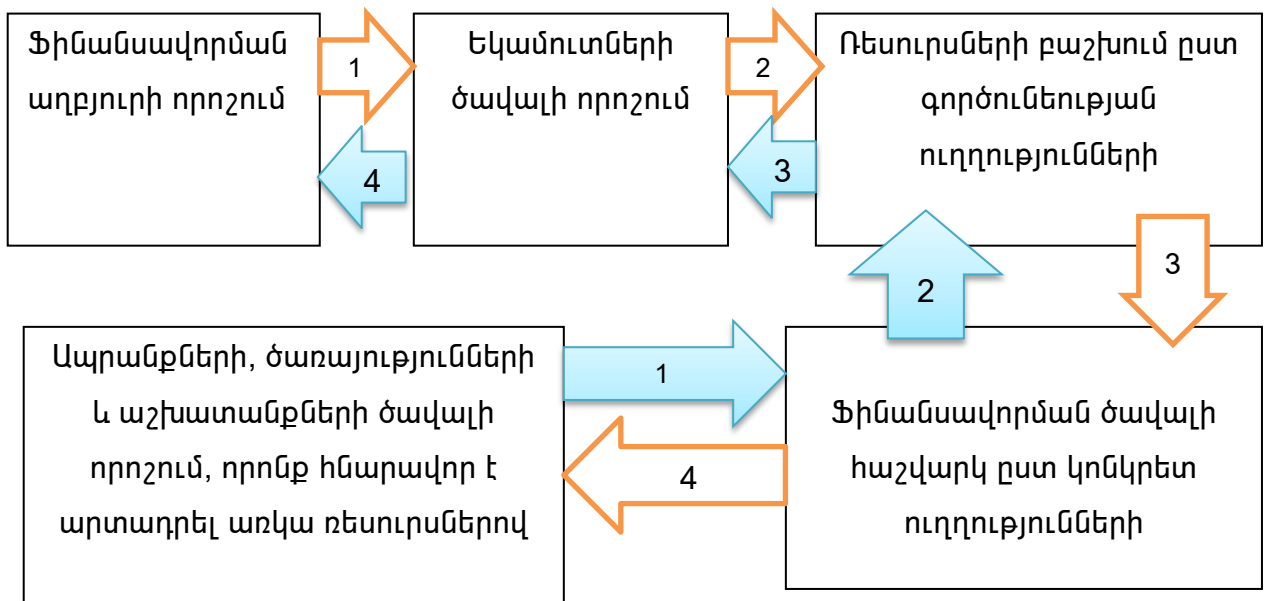 Ֆինանսավորման
աղբյուրի որոշում
1
4
Եկամուտների
ծավալի որոշում
2
3
Ռեսուրսների բաշխում ըստ
գործունեության
ուղղությունների
2
3
Ապրանքների, ծառայությունների
և աշխատանքների ծավալի
որոշում, որոնք հնարավոր է
արտադրել առկա ռեսուրսներով
1
4
Ֆինանսավորման ծավալի
հաշվարկ ըստ կոնկրետ
ուղղությունների